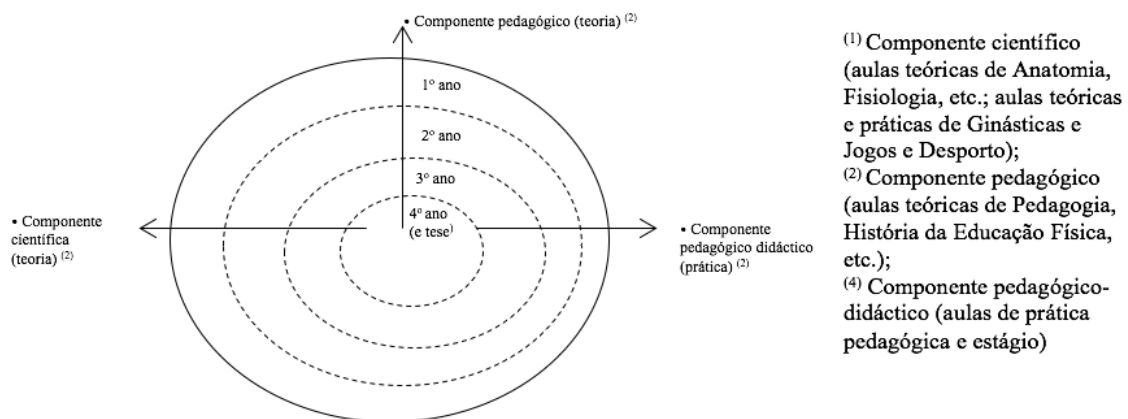 • Componente pedagógico (teoria) (2)
1º ano
2º ano
3º ano
4º ano
(e tese)
• Componente
científica
(teoria) (2)
• Componente
pedagógico didáctico
(prática) (2)
(1) Componente científico
(aulas teóricas de Anatomia,
Fisiologia, etc.; aulas teóricas
e práticas de Ginásticas e
Jogos e Desporto);
(2) Componente pedagógico
(aulas teóricas de Pedagogia,
História da Educação Física,
etc.);
(4) Componente pedagógico-
didáctico (aulas de prática
pedagógica e estágio)